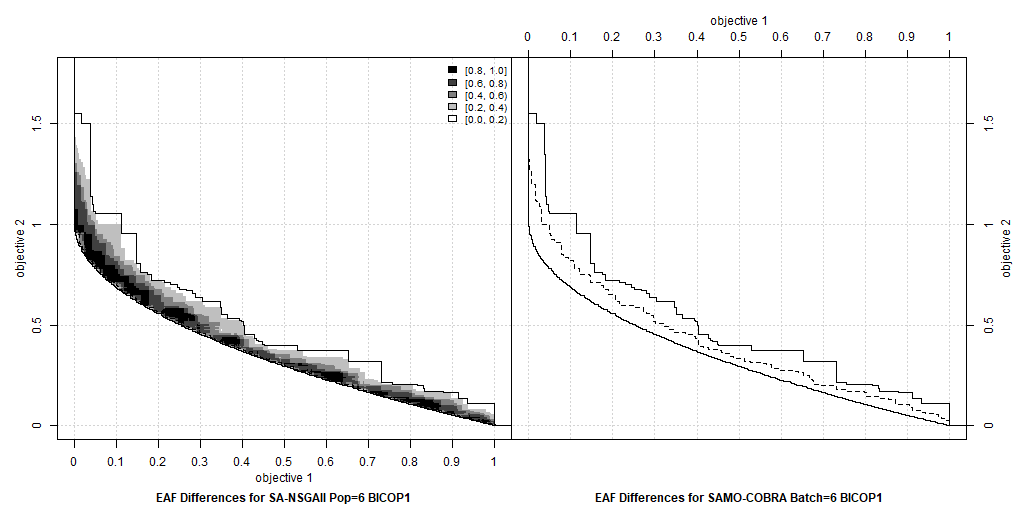 objective 1
0 0.1 0.2 0.3 0.4 0.5 0.6 0.7 0.8 0.9 1
[0.8, 1.0]
[0.6, 0.8)
[0.4, 0.6)
[0.2, 0.4)
[0.0, 0.2)
objective 2
1.5
1
0.5
0
1.5
1
0.5
0
objective 2
0 0.1 0.2 0.3 0.4 0.5 0.6 0.7 0.8 0.9 1
objective 1
EAF Differences for SA-NSGAII Pop=6 BICOP1
EAF Differences for SAMO-COBRA Batch=6 BICOP1